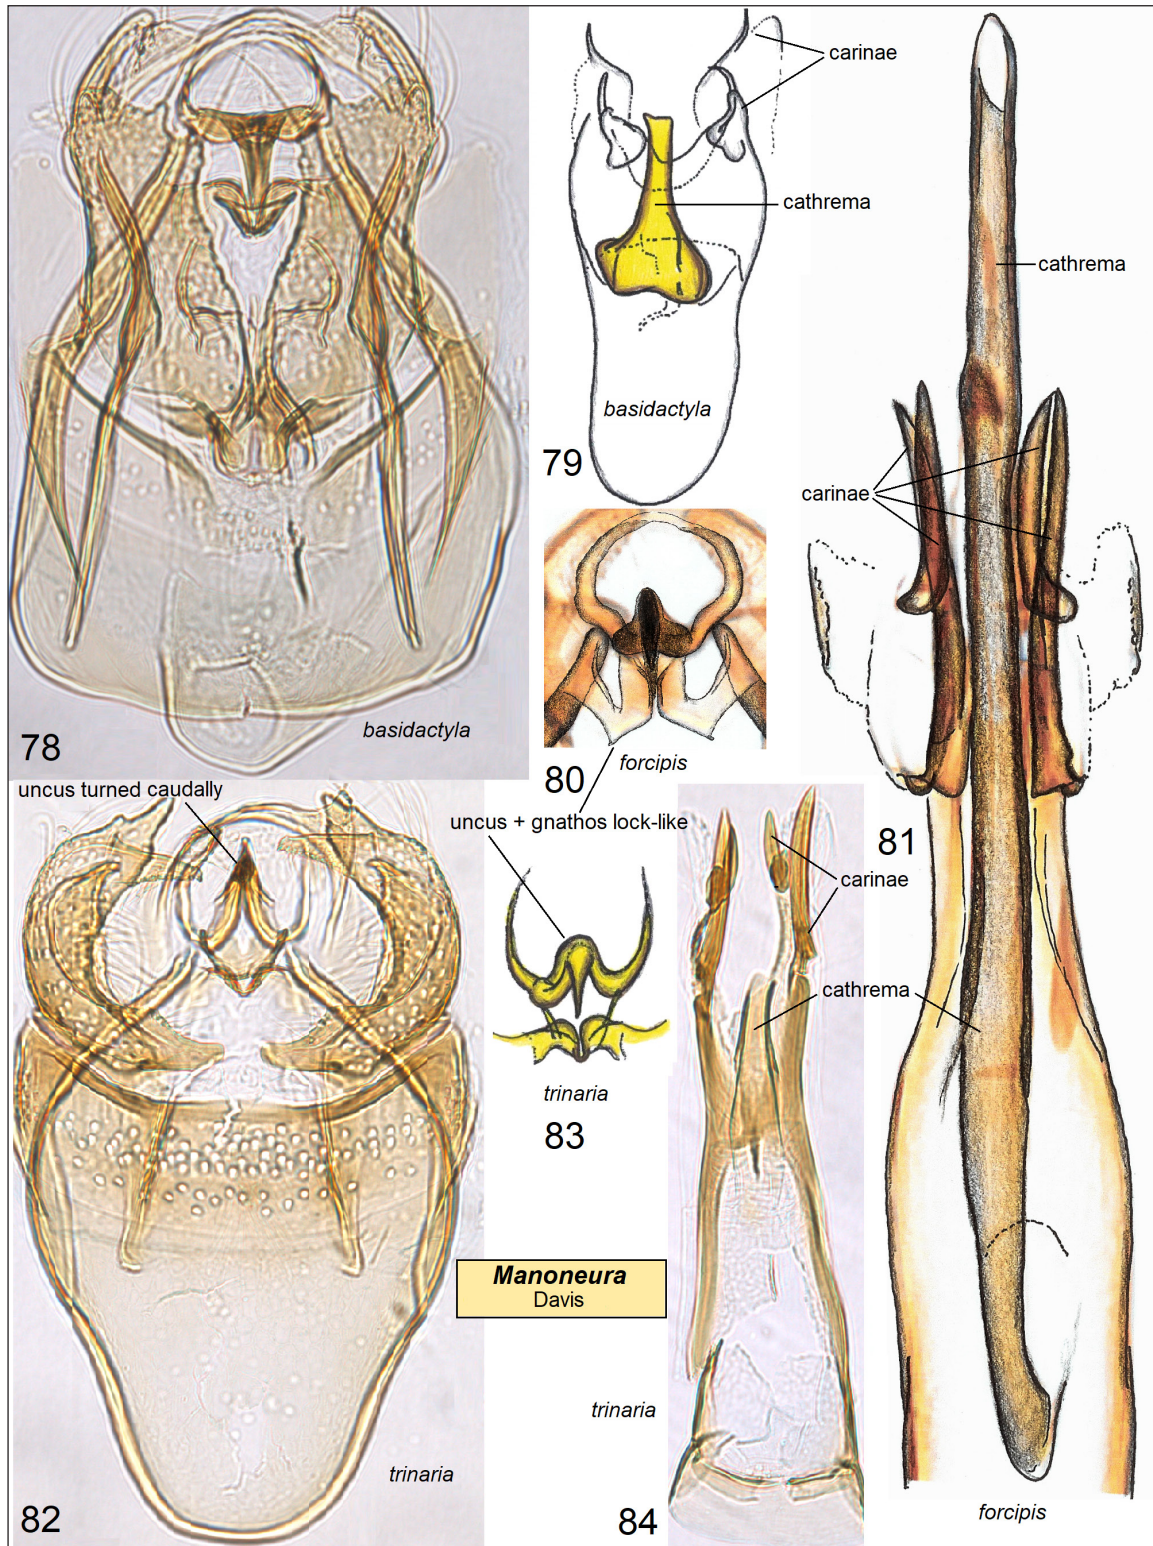 carinae
cathrema
basidactyla
79
cathrema
carinae
basidactyla
78
forcipis
80
81
uncus turned caudally
uncus + gnathos lock-like
carinae
cathrema
trinaria
83
Manoneura
Davis
trinaria
trinaria
82
84
forcipis